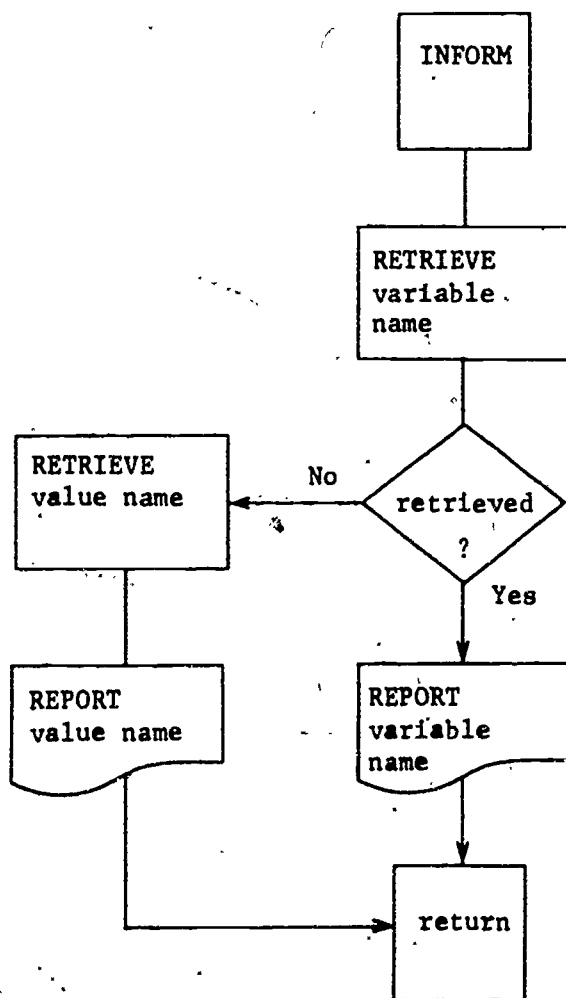 INFORM
RETRIEVE
variable
name
retrieved
?
No
Yes
RETRIEVE
value name
REPORT
value name
REPORT
variable
name
return